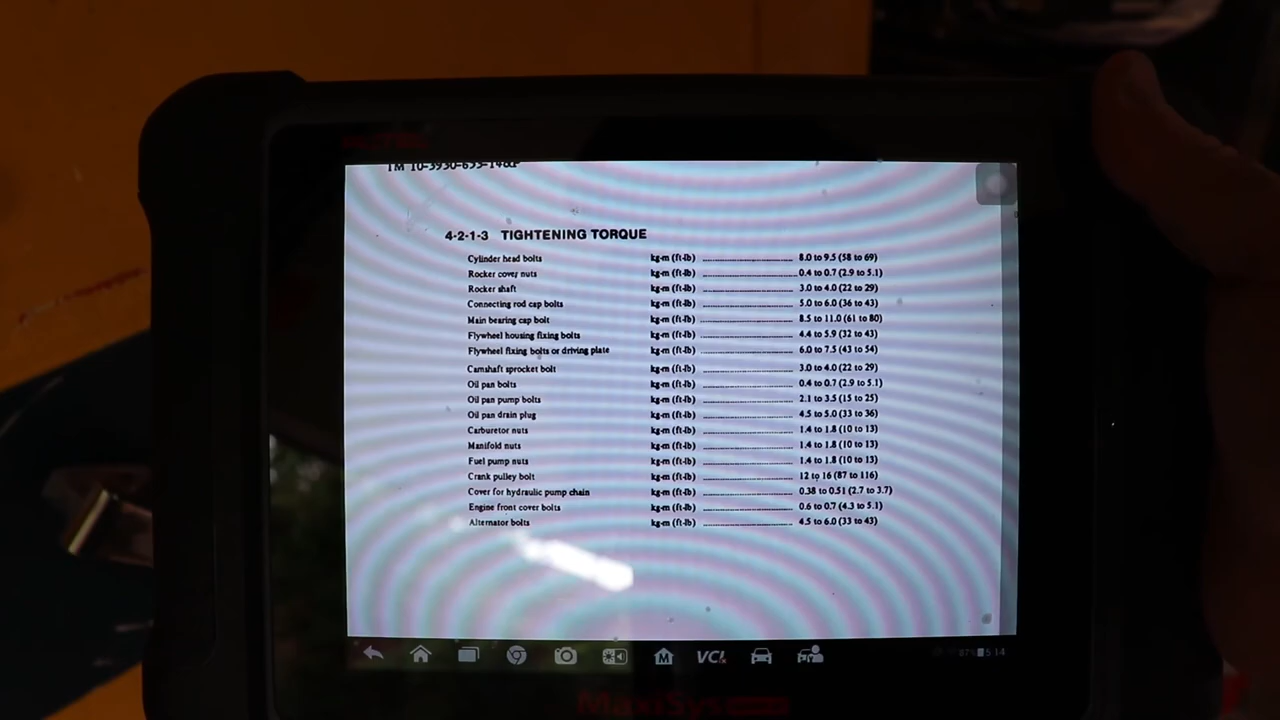 TM 10-3930-633-14&P
4-2-1-3 TIGHTENING TORQUE
Cylinder head bolts kg-m (ft-lb) 8.0 to 9.5 (58 to 69)
Rocker cover nuts kg-m (ft-lb) 0.4 to 0.7 (2.9 to 5.1)
Rocker shaft kg-m (ft-lb) 3.0 to 4.0 (22 to 29)
Connecting rod cap bolts kg-m (ft-lb) 5.0 to 6.0 (36 to 43)
Main bearing cap bolt kg-m (ft-lb) 8.5 to 11.0 (61 to 80)
Flywheel housing fixing bolts kg-m (ft-lb) 4.4 to 5.9 (32 to 43)
Flywheel fixing bolts or driving plate kg-m (ft-lb) 6.0 to 7.5 (43 to 54)
Camshaft sprocket bolt kg-m (ft-lb) 3.0 to 4.0 (22 to 29)
Oil pan bolts kg-m (ft-lb) 0.4 to 0.7 (2.9 to 5.1)
Oil pan pump bolts kg-m (ft-lb) 2.1 to 3.5 (15 to 25)
Oil pan drain plug kg-m (ft-lb) 4.5 to 5.0 (33 to 36)
Carburetor nuts kg-m (ft-lb) 1.4 to 1.8 (10 to 13)
Manifold nuts kg-m (ft-lb) 1.4 to 1.8 (10 to 13)
Fuel pump nuts kg-m (ft-lb) 1.4 to 1.8 (10 to 13)
Crank pulley bolt kg-m (ft-lb) 12 to 16 (87 to 116)
Cover for hydraulic pump chain kg-m (ft-lb) 0.38 to 0.51 (2.7 to 3.7)
Engine front cover bolts kg-m (ft-lb) 0.6 to 0.7 (4.3 to 5.1)
Alternator bolts kg-m (ft-lb) 4.5 to 6.0 (33 to 43)
M VCI 87% 5:14
MaxiSys